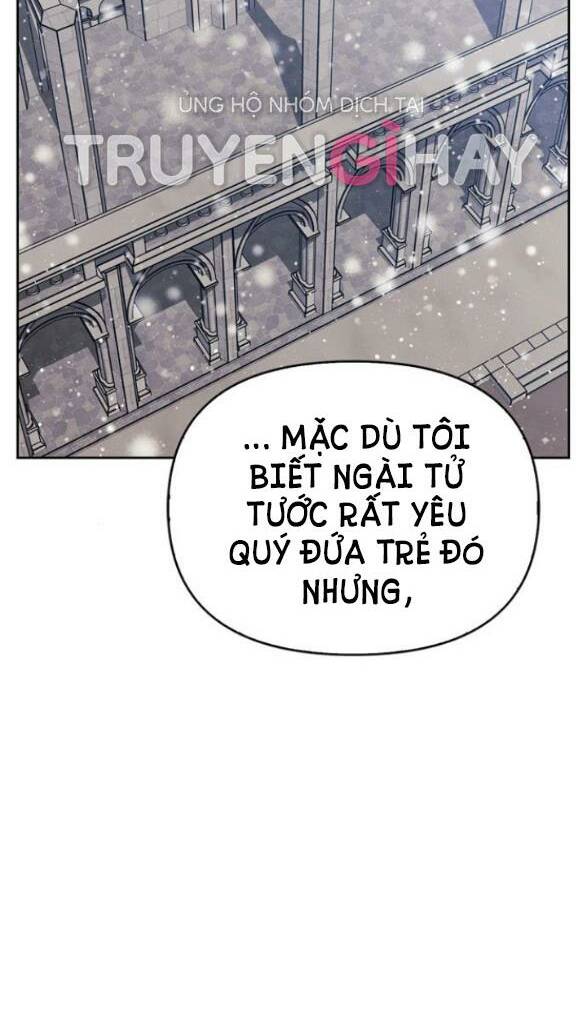 ỦNG HỘ NHÓM DỊCH TẠI
TRUYENGÌHAY
... MẶC DÙ TÔI
BIẾT NGÀI TỬ
TƯỚC RẤT YÊU
QUÝ ĐỨA TRẺ ĐÓ
NHƯNG,